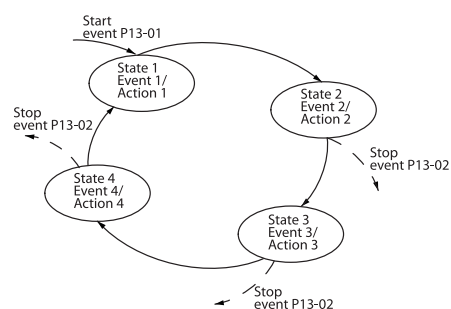 Start
event P13-01
State 1
Event 1/
Action 1
State 2
Event 2/
Action 2
Stop
event P13-02
Stop
event P13-02
State 4
Event 4/
Action 4
State 3
Event 3/
Action 3
Stop
event P13-02